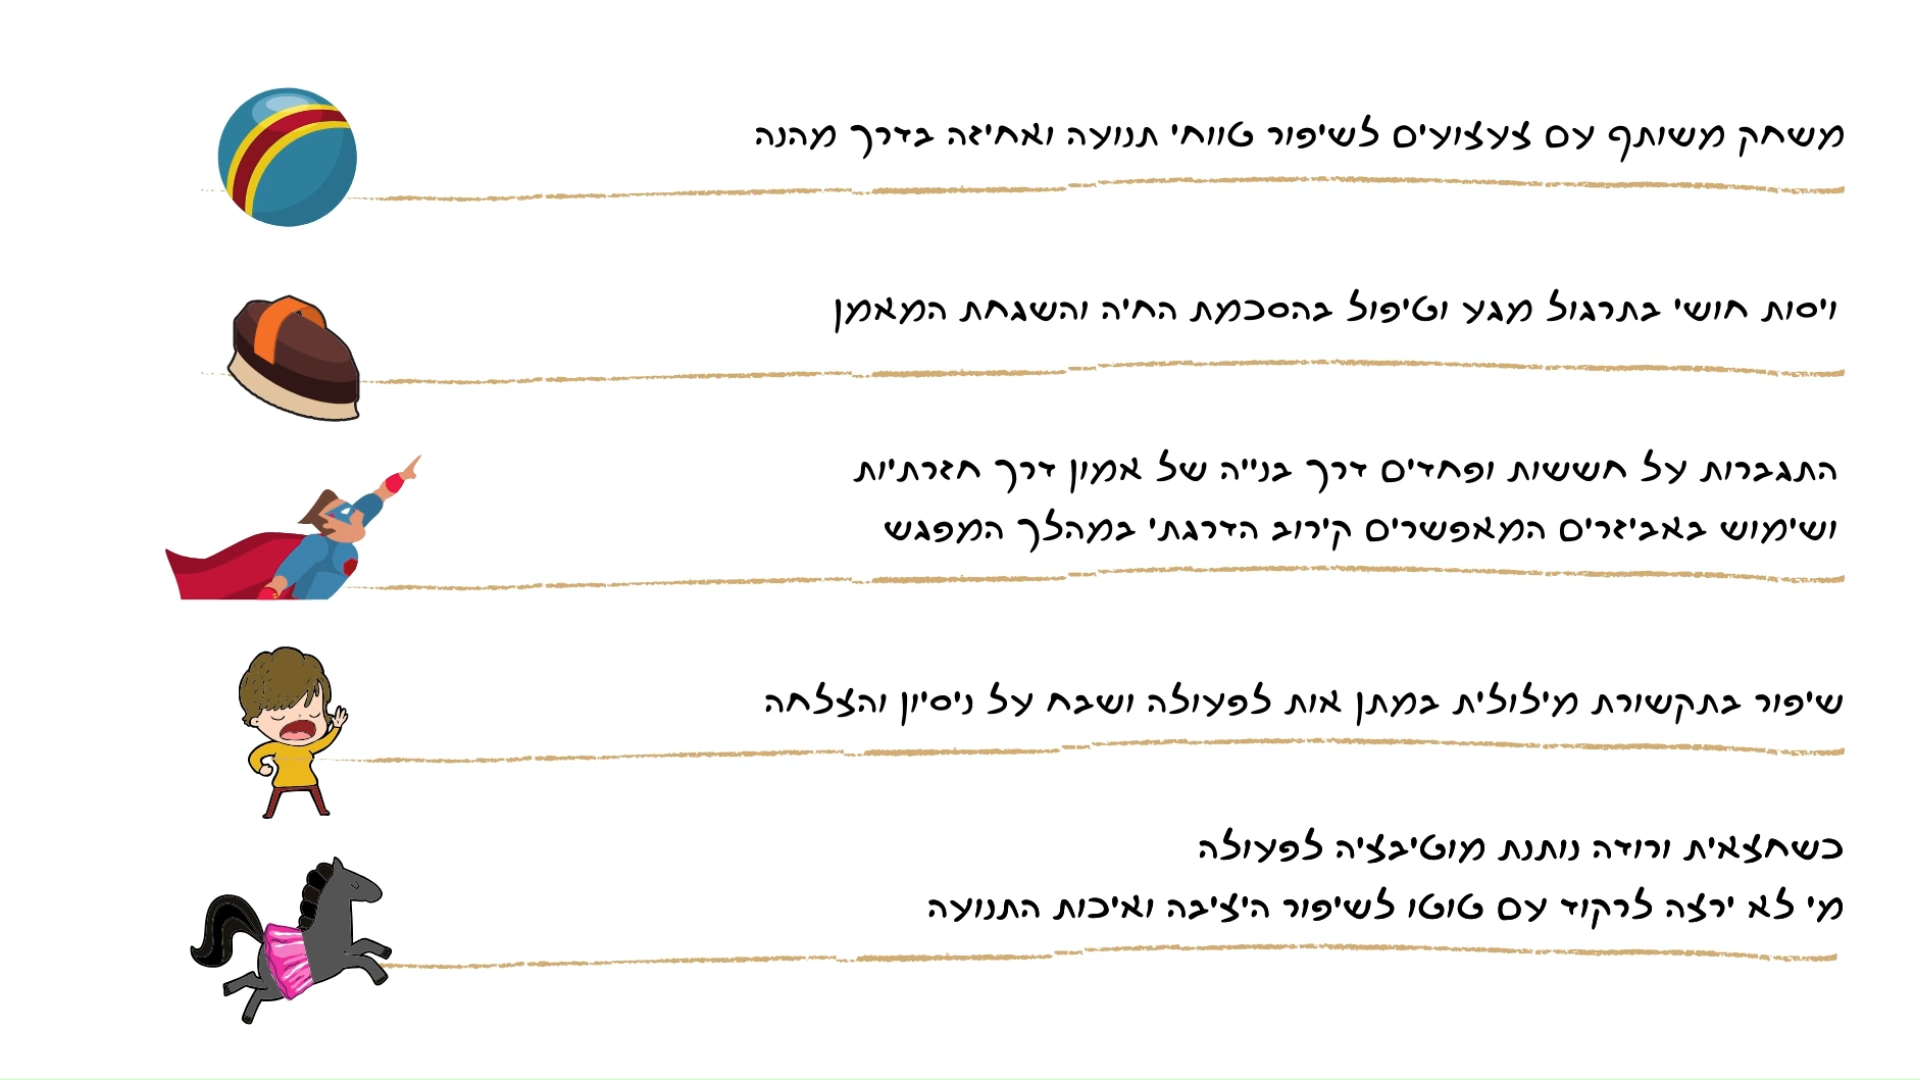 משחק משותף עם צעצועים לשיפור טווחי תנועה ואחיזה בדרך מהנה
ויסות חושי בתרגול מגע וטיפול בהסכמת החיה והשגחת המאמן
התגברות על חששות ופחדים דרך בנייה של אמון דרך חזרתיות
ושימוש באביזרים המאפשרים קירוב הדרגתי במהלך המפגש
שיפור בתקשורת מילולית במתן אות לפעולה ושבח על ניסיון והצלחה
כשחצאית ורודה נותנת מוטיבציה לפעולה
מי לא ירצה לרקוד עם טוטו לשיפור היציבה ואיכות התנועה